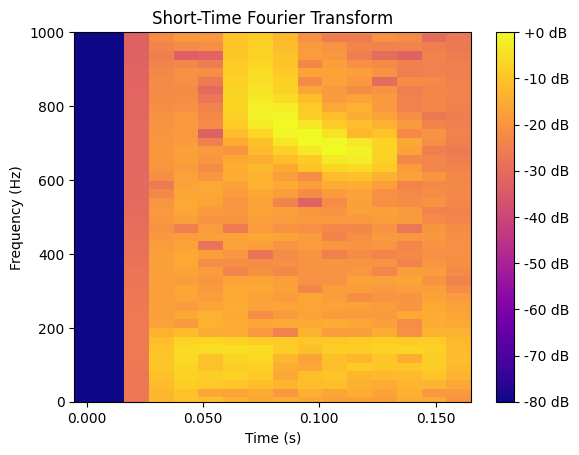 Short-Time Fourier Transform
Frequency (Hz)
1000
800
600
400
200
0
0.000
0.050
0.100
0.150
Time (s)
+0 dB
-10 dB
-20 dB
-30 dB
-40 dB
-50 dB
-60 dB
-70 dB
-80 dB